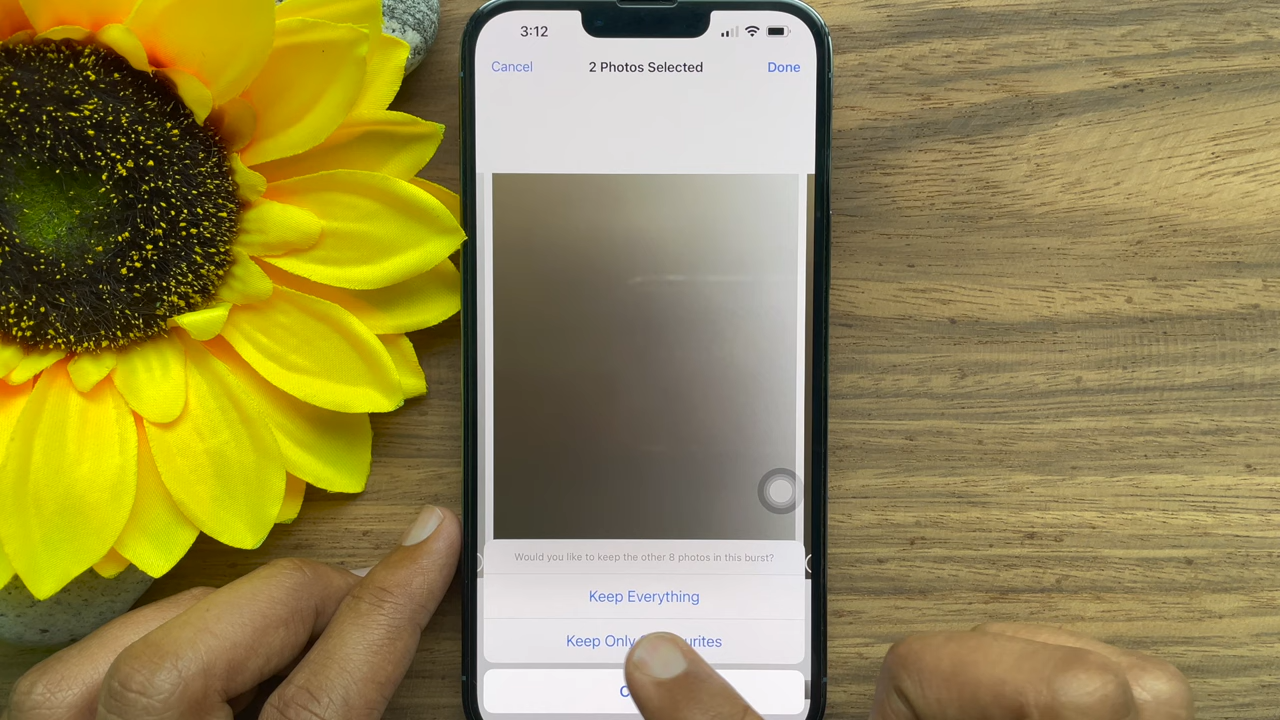 3:12
Cancel 2 Photos Selected Done
Would you like to keep the other 8 photos in this burst?
Keep Everything
Keep Only